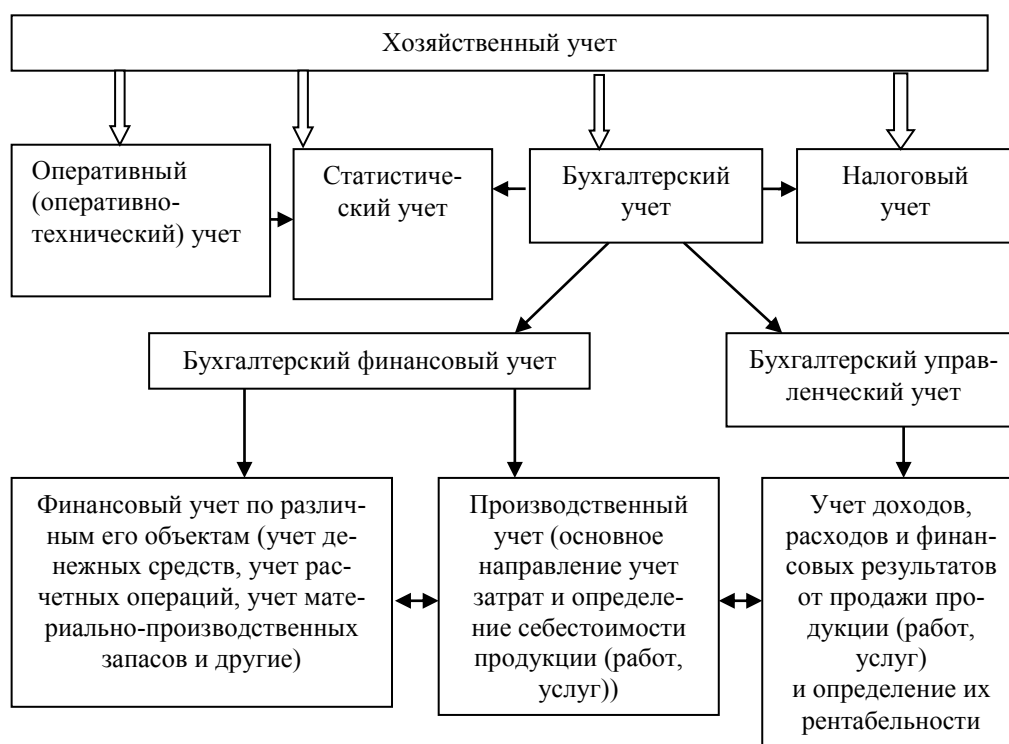 Хозяйственный учет
Оперативный
(оперативно-
технический) учет
Статистиче-
ский учет
Бухгалтерский
учет
Налоговый
учет
Бухгалтерский финансовый учет
Бухгалтерский управ-
ленческий учет
Финансовый учет по различ-
ным его объектам (учет де-
нежных средств, учет рас-
четных операций, учет мате-
риально-производственных
запасов и другие)
Производственный
учет (основное
направление учет
затрат и определе-
ние себестоимости
продукции (работ,
услуг))
Учет доходов,
расходов и финан-
совых результатов
от продажи про-
дукции (работ,
услуг)
и определение их
рентабельности